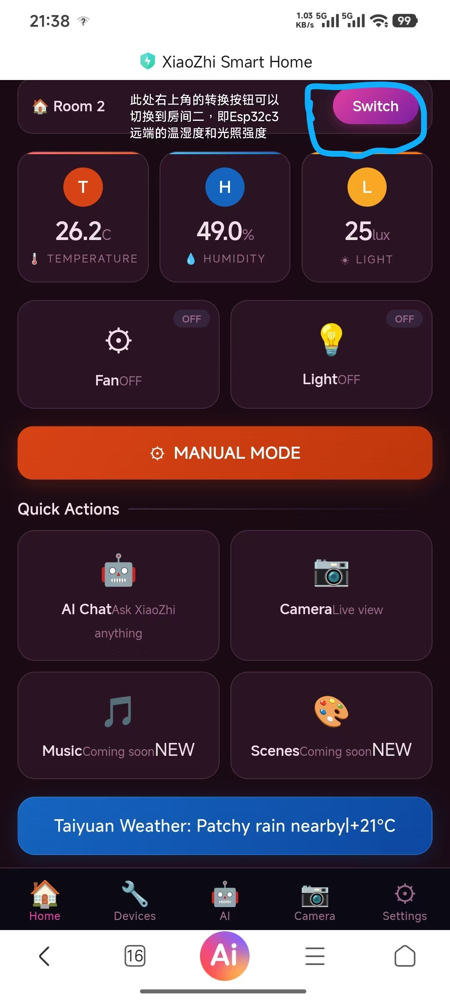 21:38
1.03 KB/s 5G 5G 99
XiaoZhi Smart Home
Room 2
此处右上角的转换按钮可以
切换到房间二，即Esp32c3
远端的温湿度和光照强度
Switch
T H L
26.2C 49.0% 25lux
TEMPERATURE HUMIDITY LIGHT
OFF OFF
FanOFF LightOFF
MANUAL MODE
Quick Actions
AI ChatAsk XiaoZhi
anything
CameraLive view
MusicComing soonNEW ScenesComing soonNEW
Taiyuan Weather: Patchy rain nearby|+21°C
Home Devices AI Camera Settings
16 Ai